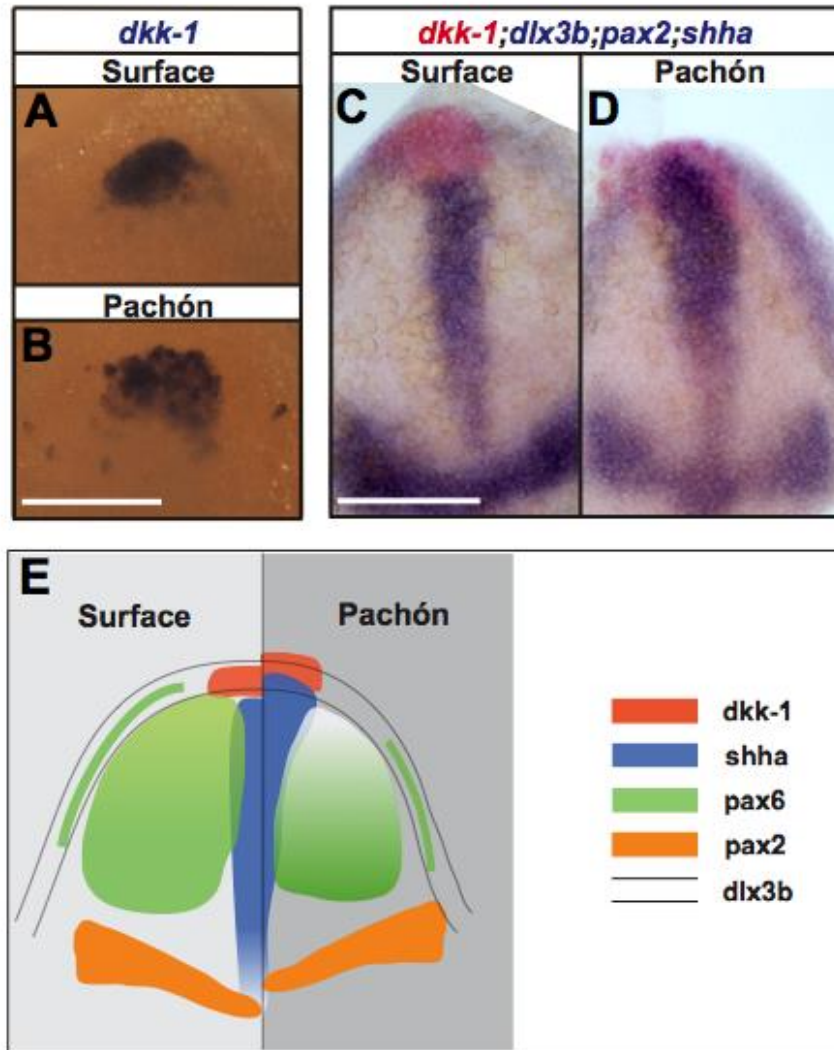 dkk-1
Surface
A
Pachón
B
dkk-1;dlx3b;pax2;shha
Surface Pachón
C D
E
Surface Pachón
dkk-1
shha
pax6
pax2
dlx3b